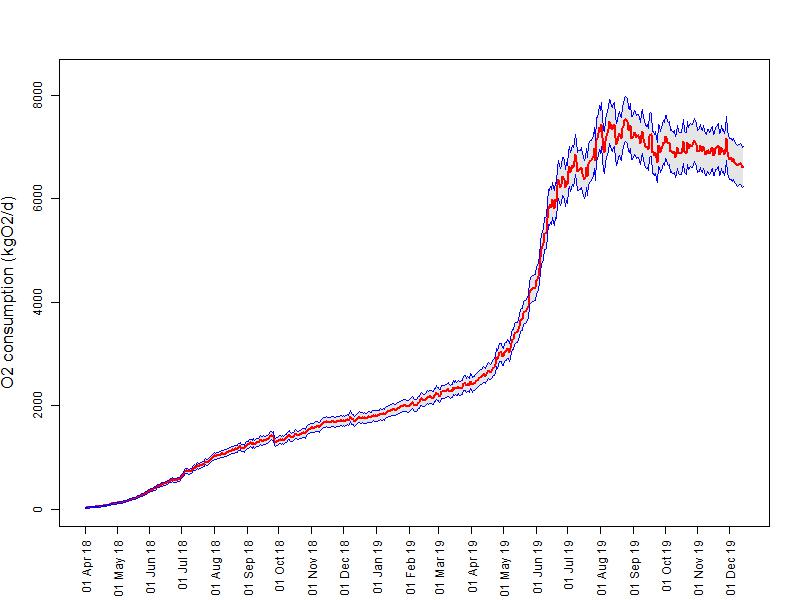 O2 consumption (kgO2/d)
8000
6000
4000
2000
0
01 Apr 18
01 May 18
01 Jun 18
01 Jul 18
01 Aug 18
01 Sep 18
01 Oct 18
01 Nov 18
01 Dec 18
01 Jan 19
01 Feb 19
01 Mar 19
01 Apr 19
01 May 19
01 Jun 19
01 Jul 19
01 Aug 19
01 Sep 19
01 Oct 19
01 Nov 19
01 Dec 19